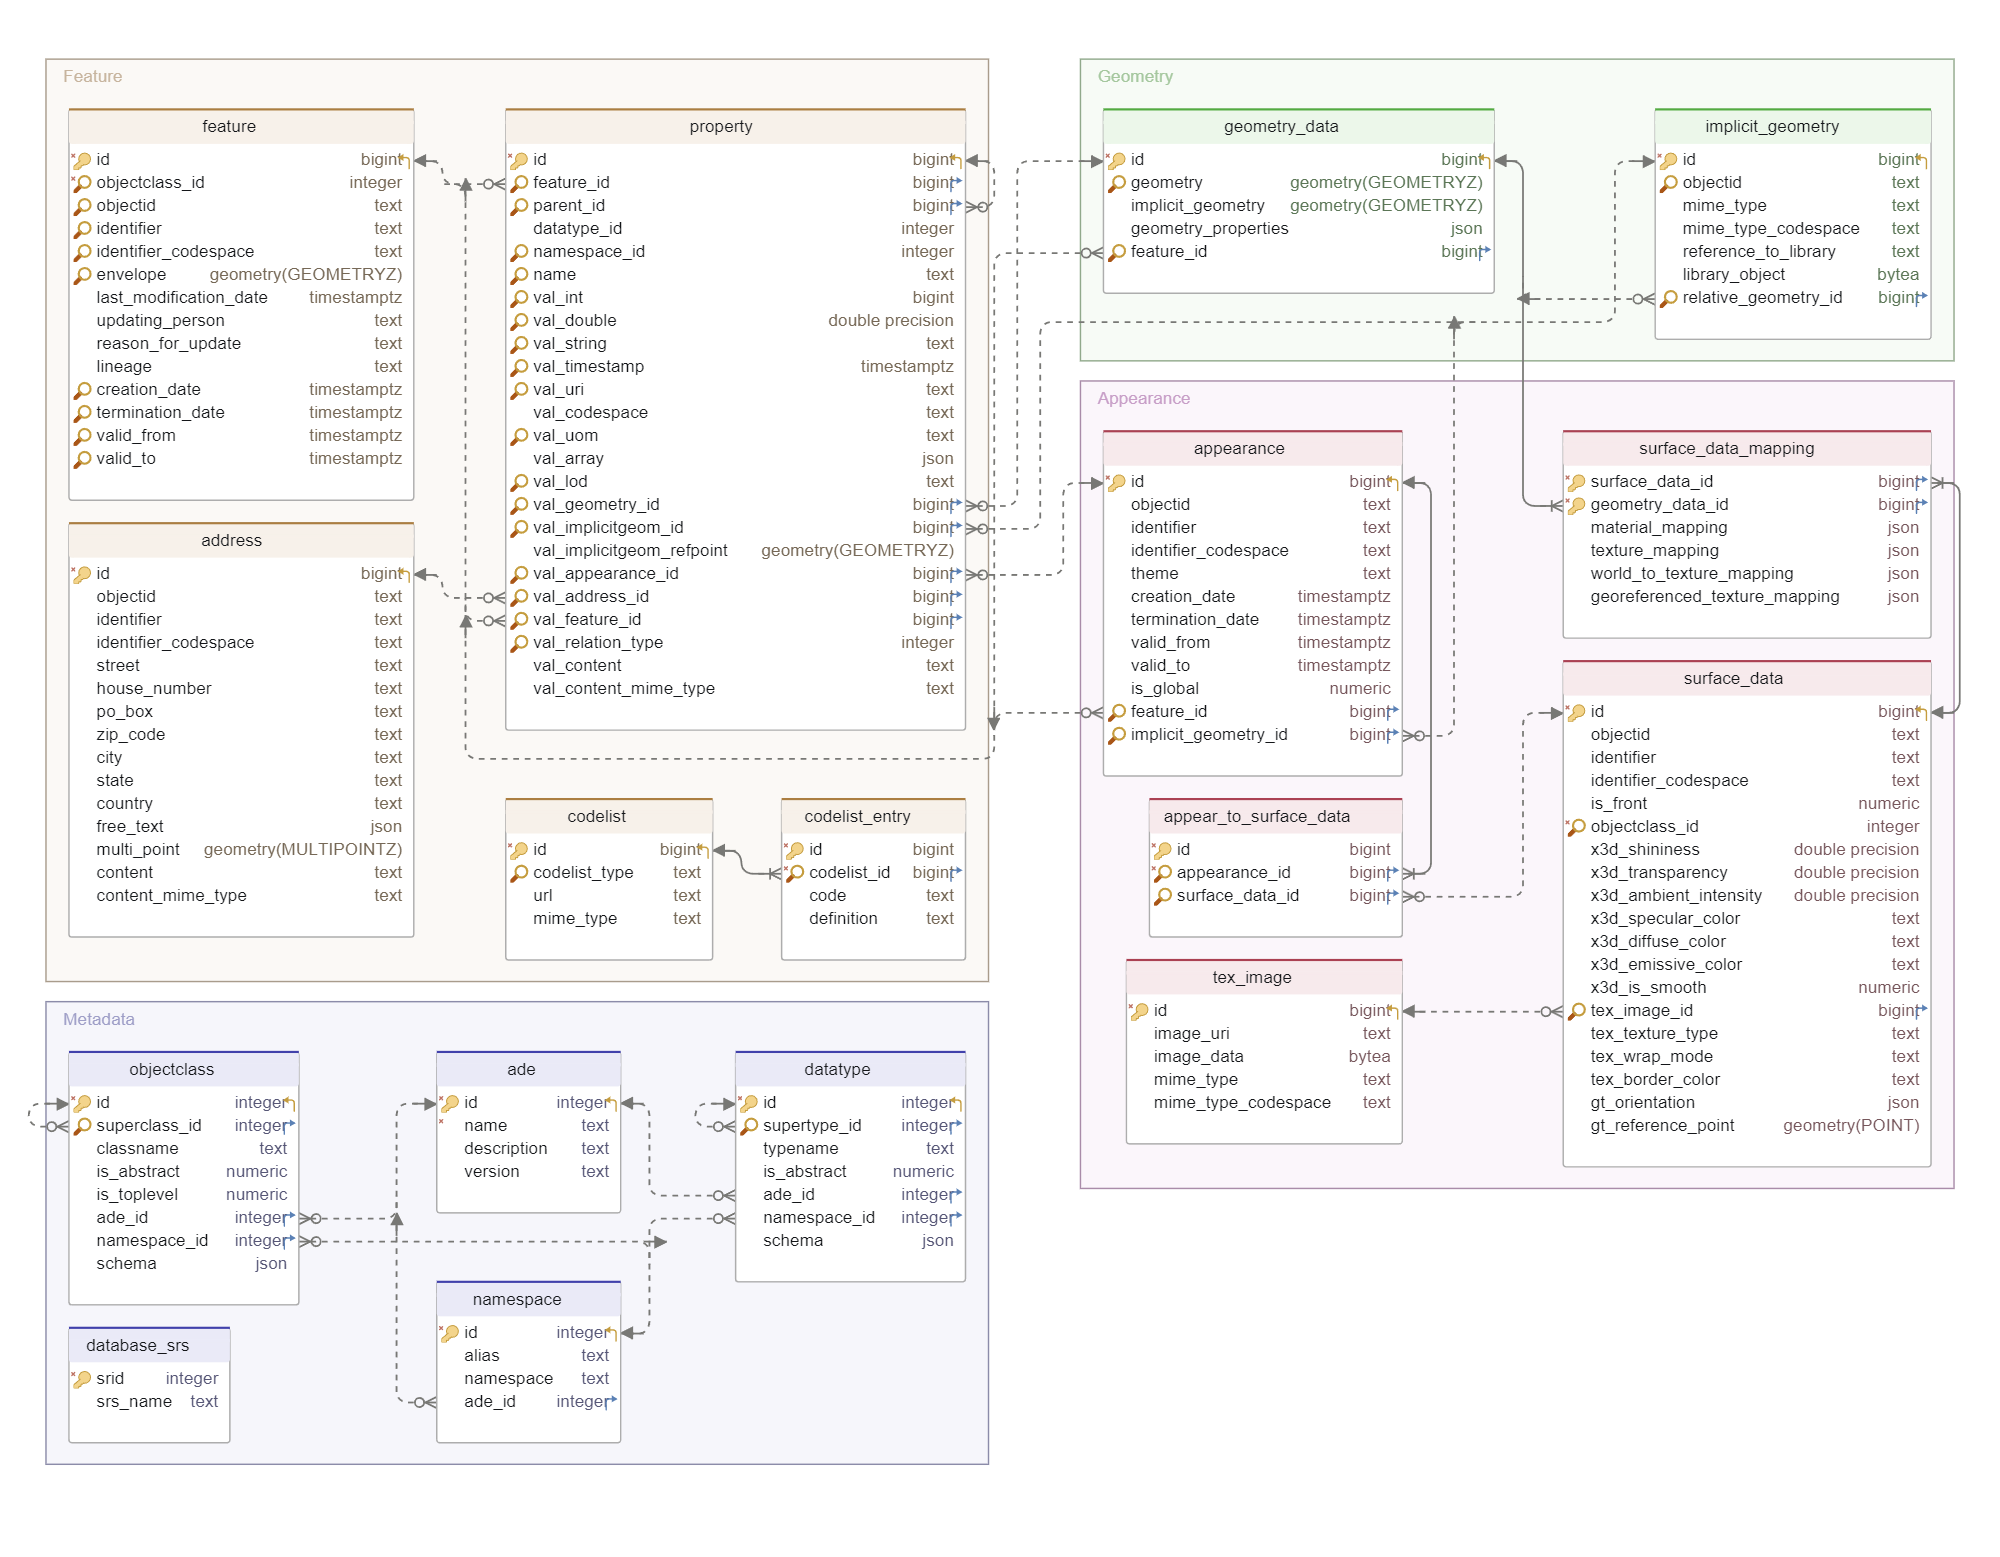 Feature
feature
id bigint
objectclass_id integer
objectid text
identifier text
identifier_codespace text
envelope geometry(GEOMETRYZ)
last_modification_date timestamptz
updating_person text
reason_for_update text
lineage text
creation_date timestamptz
termination_date timestamptz
valid_from timestamptz
valid_to timestamptz
property
id bigint
feature_id bigint
parent_id bigint
datatype_id integer
namespace_id integer
name text
val_int bigint
val_double double precision
val_string text
val_timestamp timestamptz
val_uri text
val_codespace text
val_uom text
val_array json
val_lod text
val_geometry_id bigint
val_implicitgeom_id bigint
val_implicitgeom_refpoint geometry(GEOMETRYZ)
val_appearance_id bigint
val_address_id bigint
val_feature_id bigint
val_relation_type integer
val_content text
val_content_mime_type text
address
id bigint
objectid text
identifier text
identifier_codespace text
street text
house_number text
po_box text
zip_code text
city text
state text
country text
free_text json
multi_point geometry(MULTIPOINTZ)
content text
content_mime_type text
codelist
id bigint
codelist_type text
url text
mime_type text
codelist_entry
id bigint
codelist_id bigint
code text
definition text
Geometry
geometry_data
id bigint
geometry geometry(GEOMETRYZ)
implicit_geometry geometry(GEOMETRYZ)
geometry_properties json
feature_id bigint
implicit_geometry
id bigint
objectid text
mime_type text
mime_type_codespace text
reference_to_library text
library_object bytea
relative_geometry_id bigint
Appearance
appearance
id bigint
objectid text
identifier text
identifier_codespace text
theme text
creation_date timestamptz
termination_date timestamptz
valid_from timestamptz
valid_to timestamptz
is_global numeric
feature_id bigint
implicit_geometry_id bigint
surface_data_mapping
surface_data_id bigint
geometry_data_id bigint
material_mapping json
texture_mapping json
world_to_texture_mapping json
georeferenced_texture_mapping json
appear_to_surface_data
id bigint
appearance_id bigint
surface_data_id bigint
surface_data
id bigint
objectid text
identifier text
identifier_codespace text
is_front numeric
objectclass_id integer
x3d_shininess double precision
x3d_transparency double precision
x3d_ambient_intensity double precision
x3d_specular_color text
x3d_diffuse_color text
x3d_emissive_color text
x3d_is_smooth numeric
tex_image_id bigint
tex_texture_type text
tex_wrap_mode text
tex_border_color text
gt_orientation json
gt_reference_point geometry(POINT)
tex_image
id bigint
image_uri text
image_data bytea
mime_type text
mime_type_codespace text
Metadata
objectclass
id integer
superclass_id integer
classname text
is_abstract numeric
is_toplevel numeric
ade_id integer
namespace_id integer
schema json
ade
id integer
name text
description text
version text
datatype
id integer
supertype_id integer
typename text
is_abstract numeric
ade_id integer
namespace_id integer
schema json
namespace
id integer
alias text
namespace text
ade_id integer
database_srs
srid integer
srs_name text